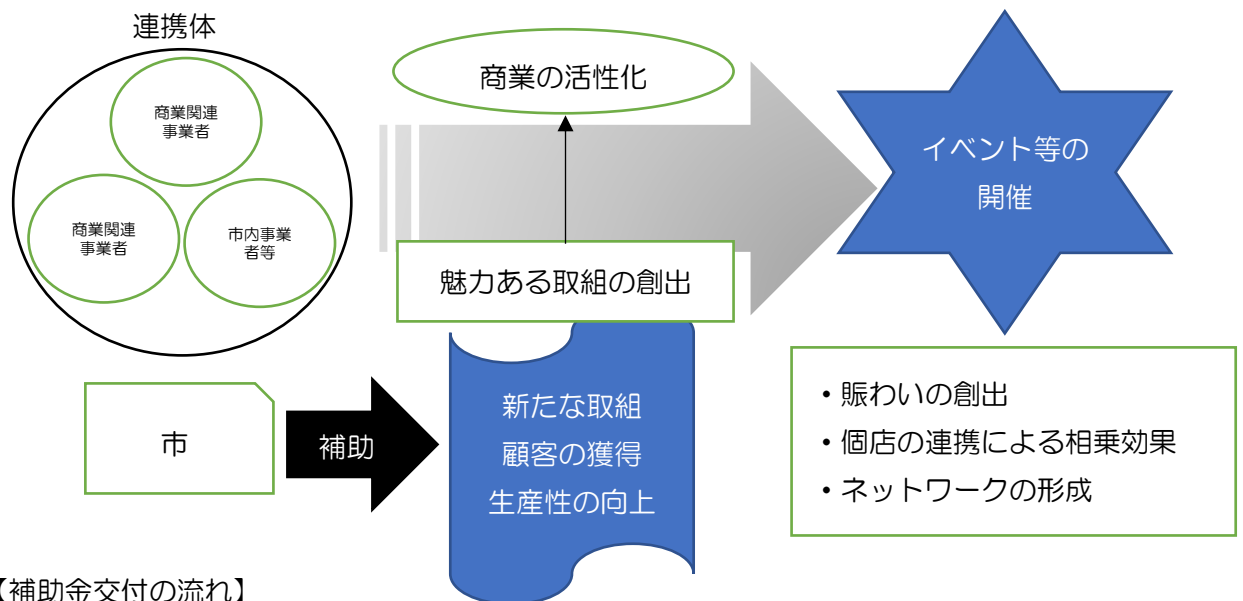 連携体
商業関連
事業者
商業関連
事業者
市内事業
者等
商業の活性化
魅力ある取組の創出
イベント等の
開催
市
補助
新たな取組
顧客の獲得
生産性の向上
・賑わいの創出
・個店の連携による相乗効果
・ネットワークの形成
【補助金交付の流れ】